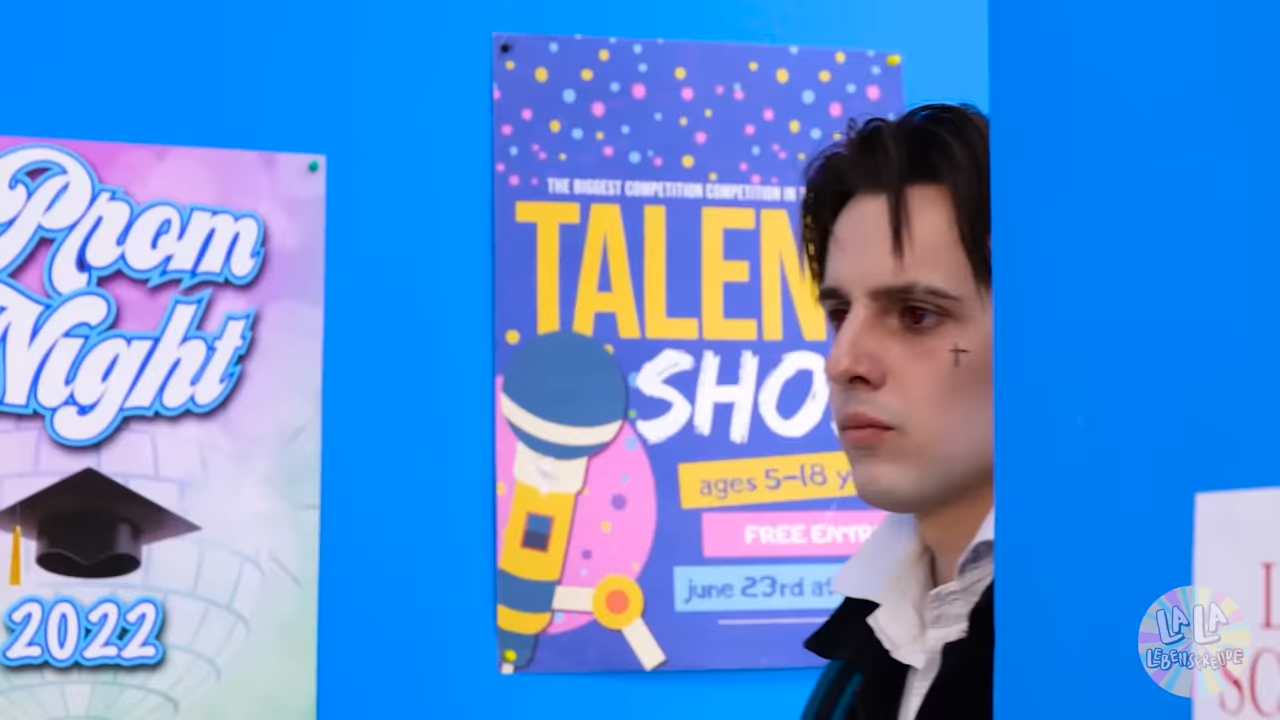 Prom
Night
2022
THE BIGGEST COMPETITION COMPETITION IN
TALEN
SHO
ages 5-18 y
FREE ENTR
june 23rd at
LA LA
LEBENSFREUDE